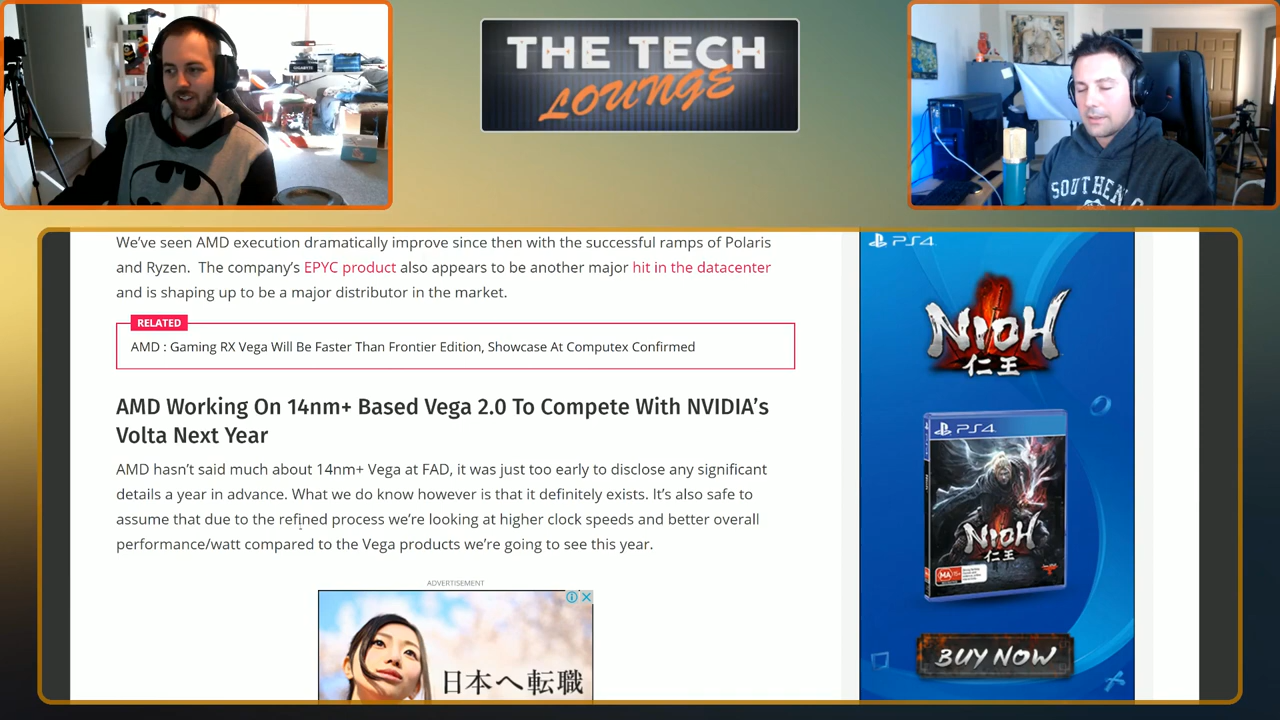 THE TECH
LOUNGE
SOUTHERN
We've seen AMD execution dramatically improve since then with the successful ramps of Polaris
and Ryzen. The company's EPYC product also appears to be another major hit in the datacenter
and is shaping up to be a major distributor in the market.
RELATED
AMD : Gaming RX Vega Will Be Faster Than Frontier Edition, Showcase At Computex Confirmed
AMD Working On 14nm+ Based Vega 2.0 To Compete With NVIDIA's
Volta Next Year
AMD hasn't said much about 14nm+ Vega at FAD, it was just too early to disclose any significant
details a year in advance. What we do know however is that it definitely exists. It's also safe to
assume that due to the refined process we're looking at higher clock speeds and better overall
performance/watt compared to the Vega products we're going to see this year.
ADVERTISEMENT
日本へ転職
PS4
NIOH
仁王
PS4
NIOH
仁王
MA 15+
BUY NOW